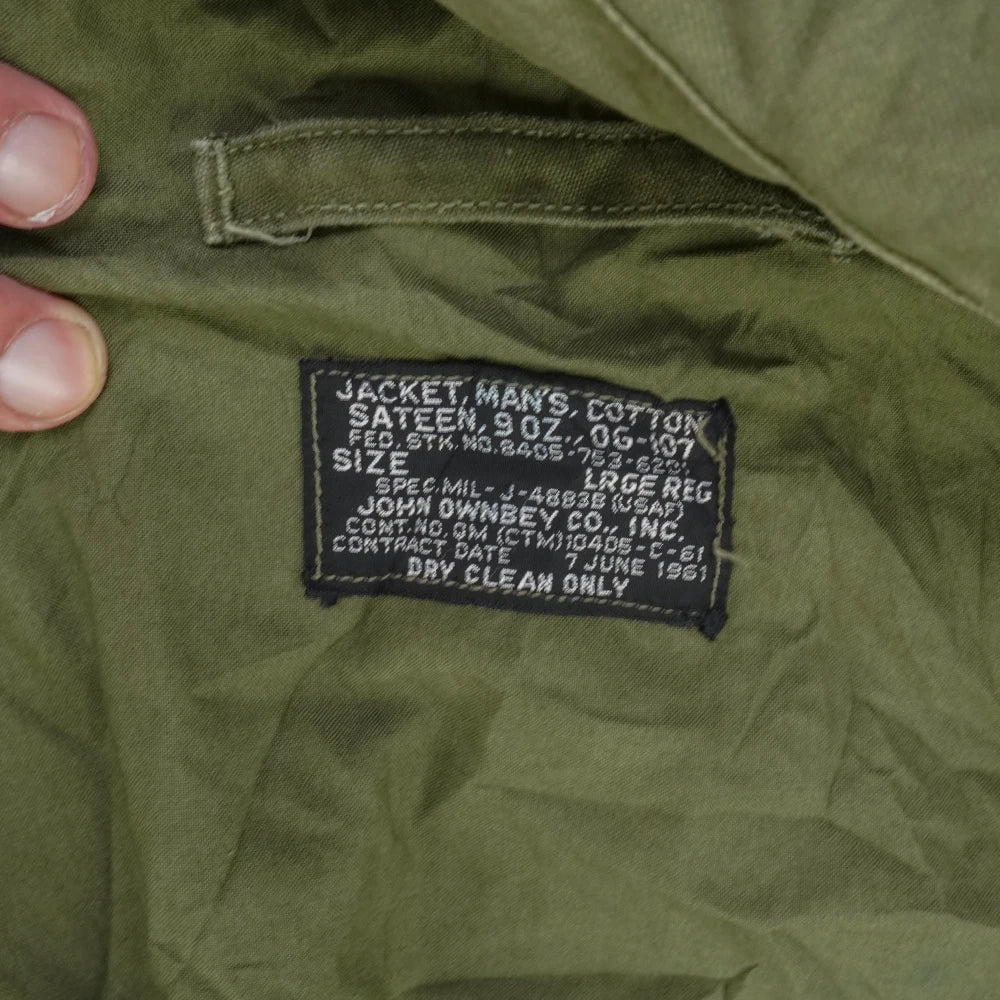 JACKET, MAN'S, COTTON
SATEEN, 9 OZ., OG-107
FED. STK. NO. 8405-753-6201
SIZE LRGE REG
SPEC. MIL-J-4883B (USAF)
JOHN OWNBEY CO., INC.
CONT. NO. QM (CTM) 10405-C-61
CONTRACT DATE 7 JUNE 1961
DRY CLEAN ONLY